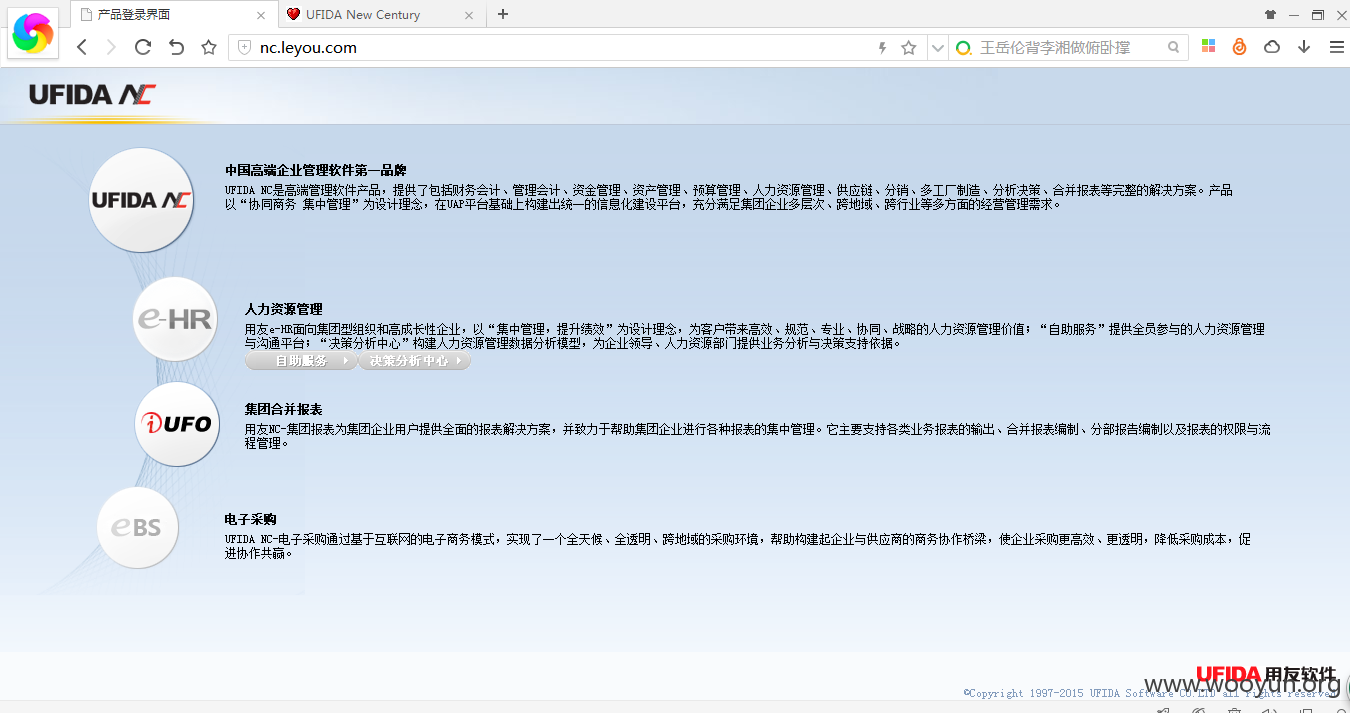 产品登录界面
UFIDA New Century
nc.leyou.com
王岳伦背李湘做俯卧撑
UFIDA NC
UFIDA NC
中国高端企业管理软件第一品牌
UFIDA NC是高端管理软件产品，提供了包括财务会计、管理会计、资金管理、资产管理、预算管理、人力资源管理、供应链、分销、多工厂制造、分析决策、合并报表等完整的解决方案。产品
以“协同商务 集中管理”为设计理念，在UAP平台基础上构建出统一的信息化建设平台，充分满足集团企业多层次、跨地域、跨行业等多方面的经营管理需求。
e-HR
人力资源管理
用友e-HR面向集团型组织和高成长性企业，以“集中管理，提升绩效”为设计理念，为客户带来高效、规范、专业、协同、战略的人力资源管理价值；“自助服务”提供全员参与的人力资源管理
与沟通平台；“决策分析中心”构建人力资源管理数据分析模型，为企业领导、人力资源部门提供业务分析与决策支持依据。
自助服务 决策分析中心
iUFO
集团合并报表
用友NC-集团报表为集团企业用户提供全面的报表解决方案，并致力于帮助集团企业进行各种报表的集中管理。它主要支持各类业务报表的输出、合并报表编制、分部报告编制以及报表的权限与流
程管理。
eBS
电子采购
UFIDA NC-电子采购通过基于互联网的电子商务模式，实现了一个全天候、全透明、跨地域的采购环境，帮助构建起企业与供应商的商务协作桥梁，使企业采购更高效、更透明，降低采购成本，促
进协作共赢。
UFIDA 用友软件
www.wooyun.org
©Copyright 1997-2015 UFIDA Software CO.LTD all rights reserved